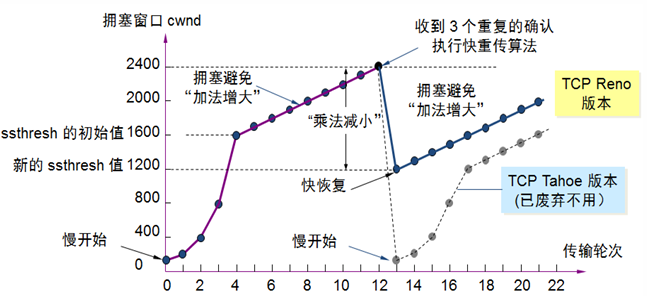 拥塞窗口 cwnd
收到 3 个重复的确认
执行快重传算法
2400
2000
ssthresh 的初始值 1600
新的 ssthresh 值 1200
800
400
0
拥塞避免
“加法增大”
“乘法减小”
拥塞避免
“加法增大”
TCP Reno
版本
快恢复
TCP Tahoe 版本
(已废弃不用)
慢开始
慢开始
传输轮次
0 2 4 6 8 10 12 14 16 18 20 22